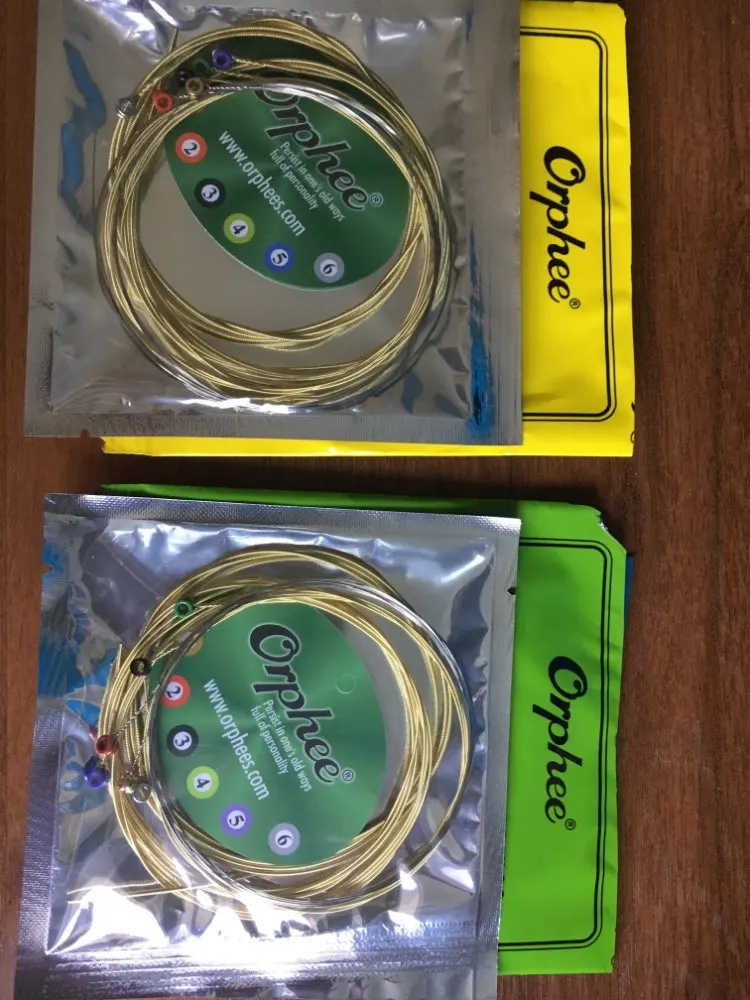 Orphee®
Persist in one's old ways
full of personality
www.orphees.com
2
3
4
5
6
Orphee®
Orphee®
Persist in one's old ways
full of personality
www.orphees.com
2
3
4
5
6
Orphee®